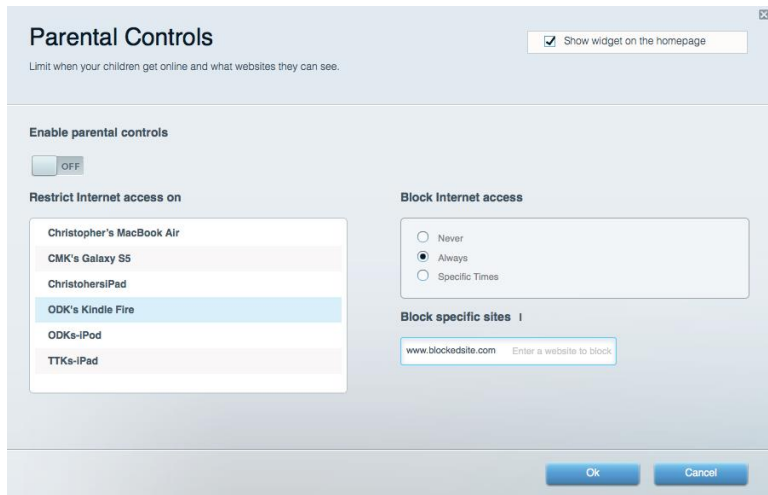 Parental Controls
Show widget on the homepage
Limit when your children get online and what websites they can see.
Enable parental controls
OFF
Restrict Internet access on
Christopher's MacBook Air
CMK's Galaxy S5
ChristohersiPad
ODK's Kindle Fire
ODKs-iPod
TTKs-iPad
Block Internet access
Never
Always
Specific Times
Block specific sites I
www.blockedsite.com Enter a website to block
Ok Cancel